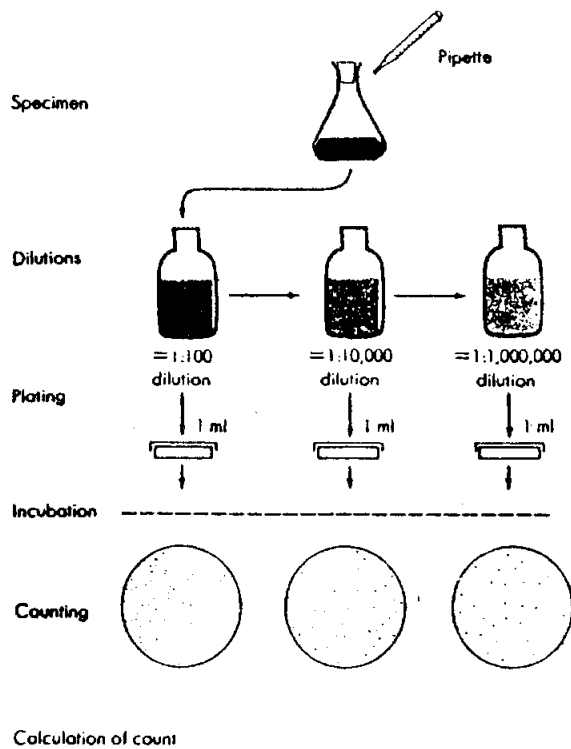 Pipette
Specimen
Dilutions
=1:100 =1:10,000 =1:1,000,000
dilution dilution dilution
Plating
1 ml 1 ml 1 ml
Incubation
Counting
Calculation of count